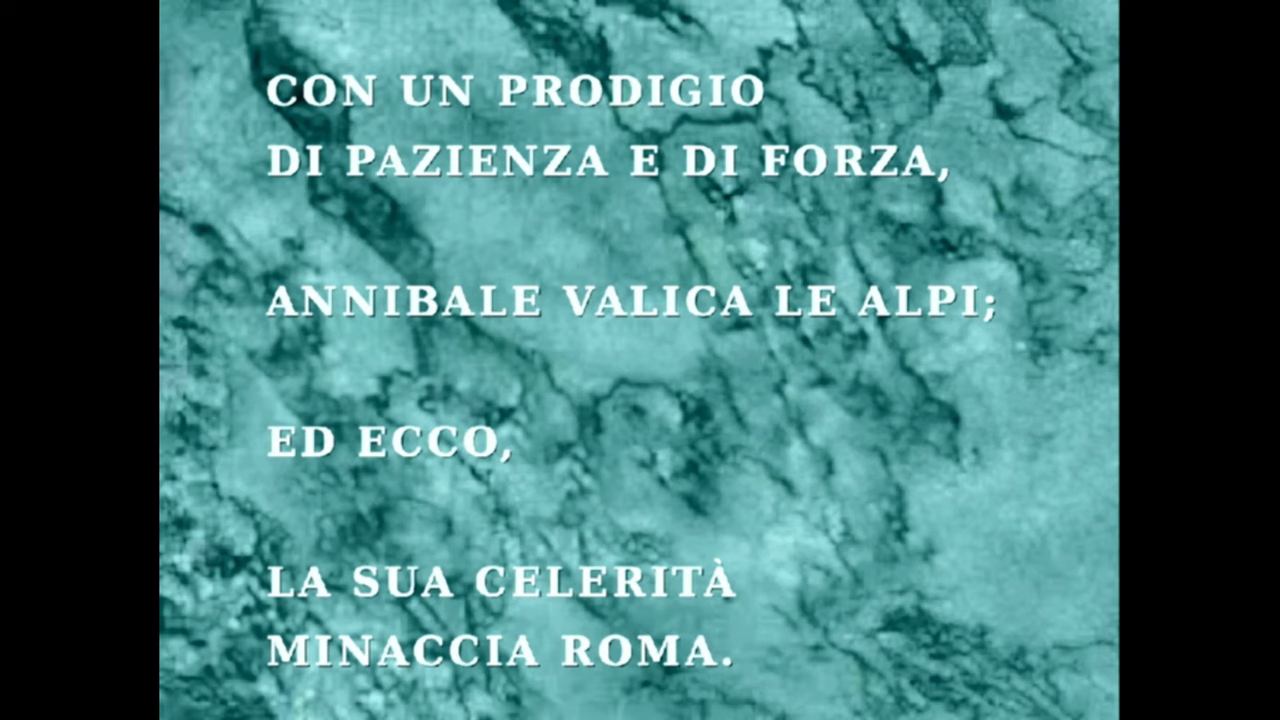 CON UN PRODIGIO
DI PAZIENZA E DI FORZA,
ANNIBALE VALICA LE ALPI;
ED ECCO,
LA SUA CELERITÀ
MINACCIA ROMA.